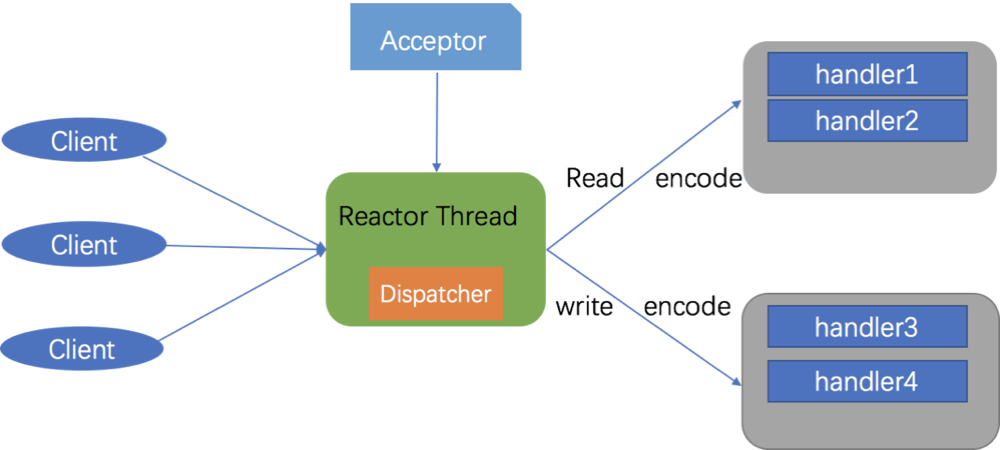 Acceptor
Client
Client
Client
Reactor Thread
Dispatcher
Read encode
write encode
handler1
handler2
handler3
handler4